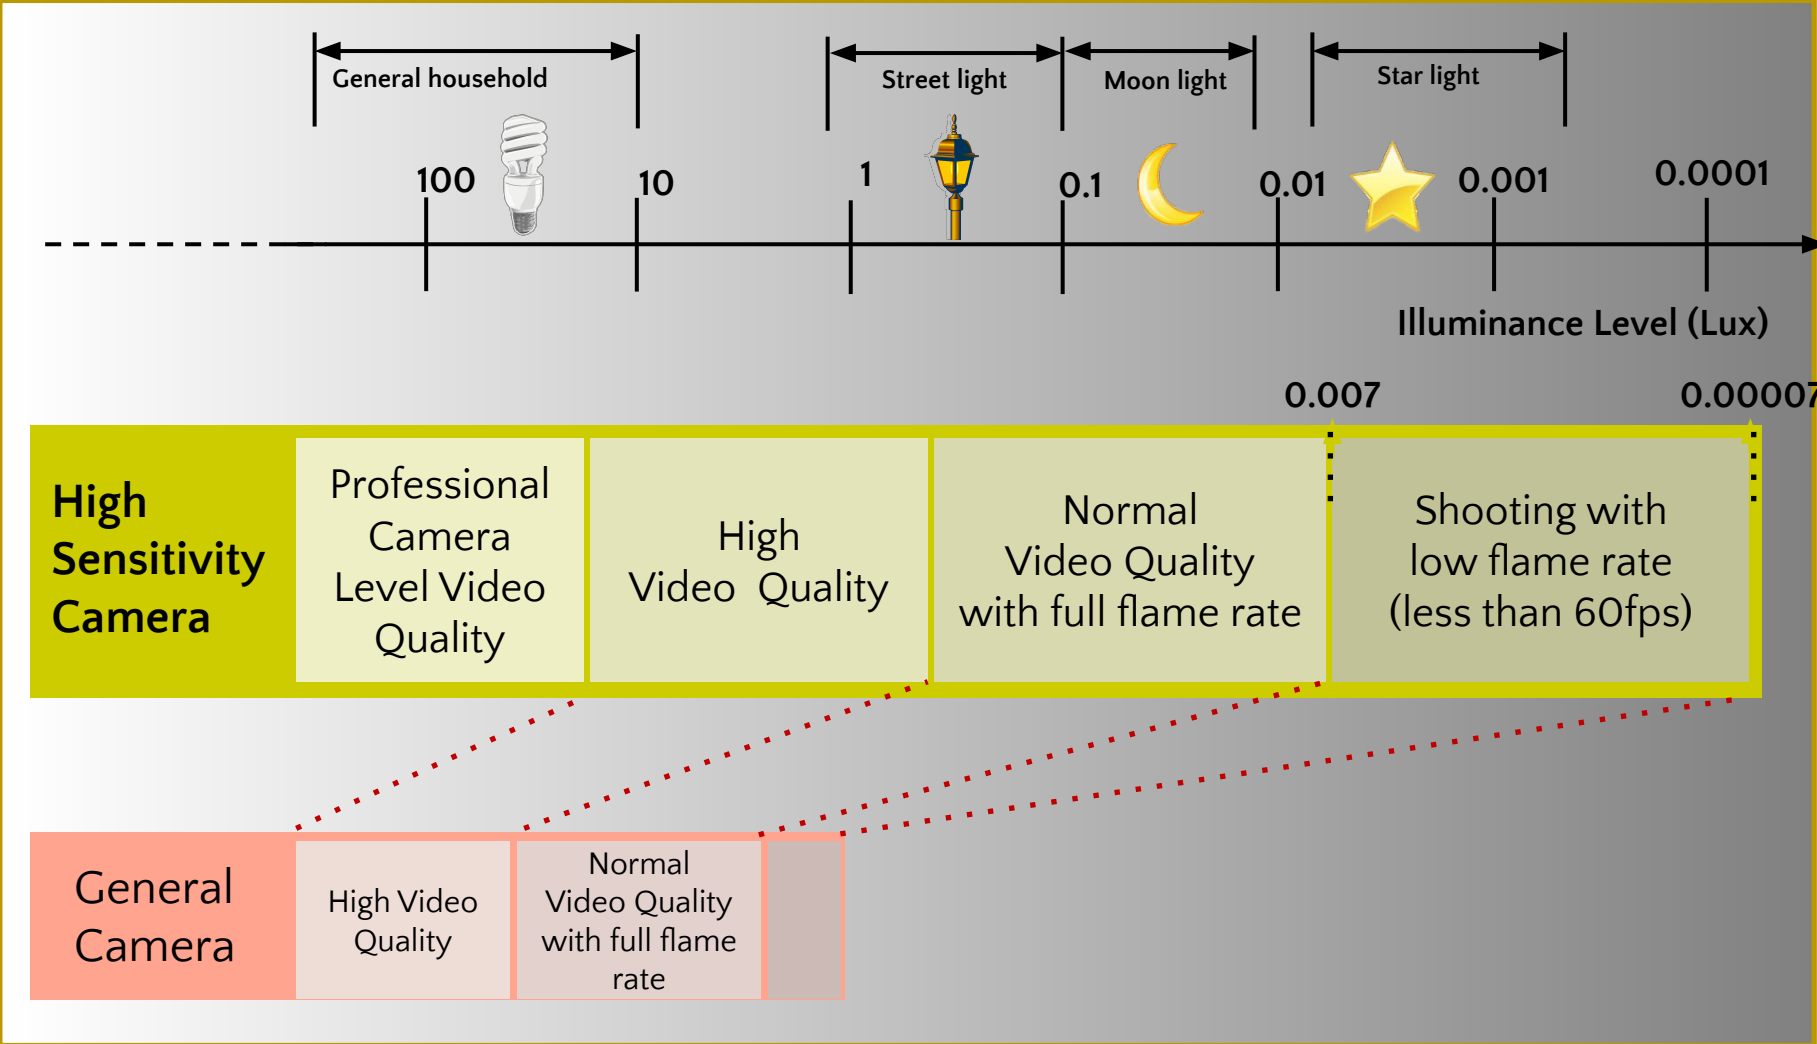 General household
Street light
Moon light
Star light
100
10
1
0.1
0.01
0.001
0.0001
Illuminance Level (Lux)
0.007
0.00007
High
Sensitivity
Camera
Professional
Camera
Level Video
Quality
High
Video Quality
Normal
Video Quality
with full flame rate
Shooting with
low flame rate
(less than 60fps)
General
Camera
High Video
Quality
Normal
Video Quality
with full flame
rate